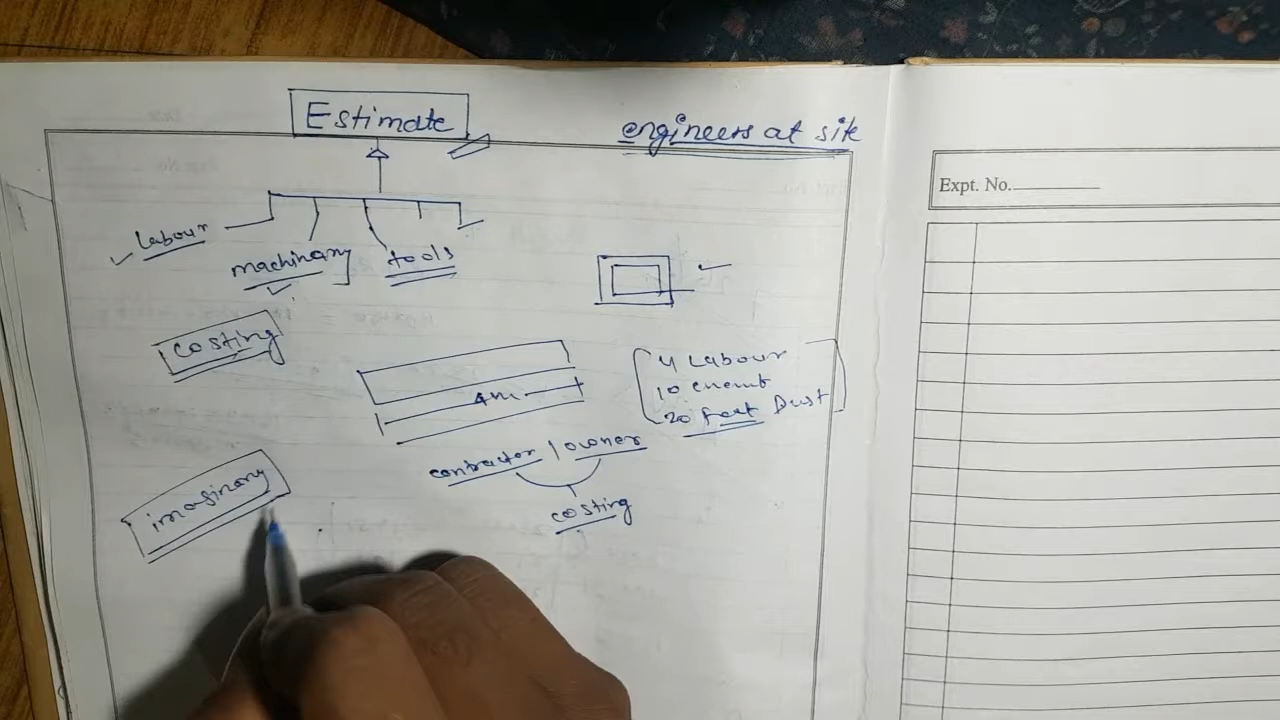 Estimate
engineers at site
Expt. No.
Labour
machinary
tools
costing
4m
4 Labour
10 cement
20 feet Dust
contractor / owner
costing
imaginary